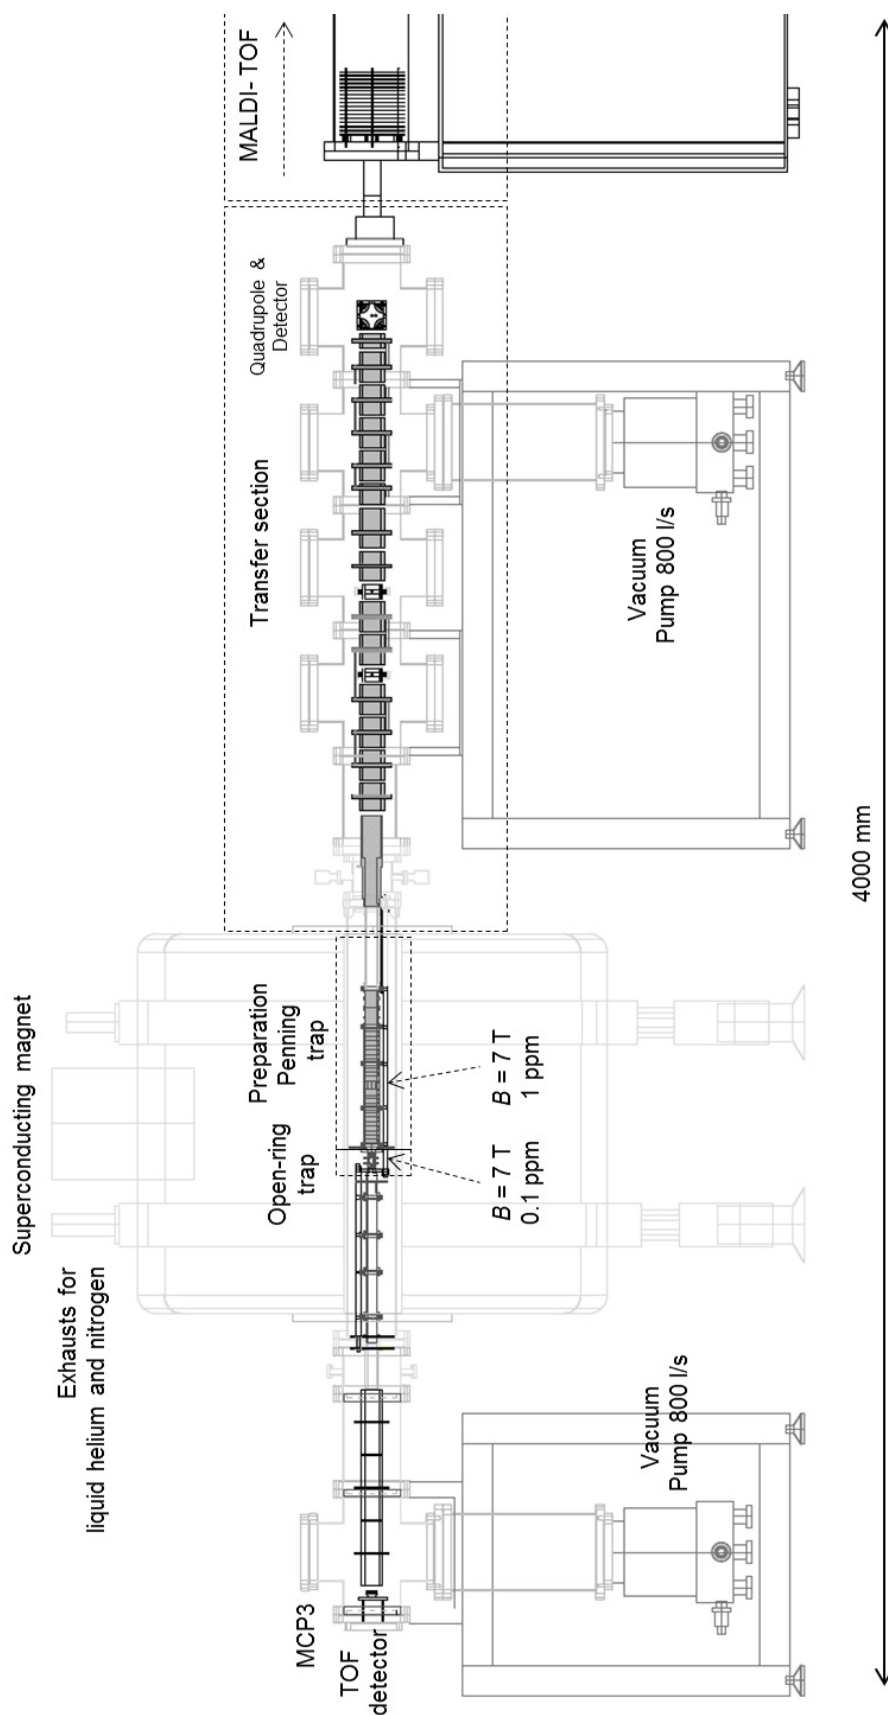 MALDI- TOF
Quadrupole &
Detector
Transfer section
Vacuum
Pump 800 l/s
4000 mm
Superconducting magnet
Preparation
Penning
trap
B = 7 T
1 ppm
Open-ring
trap
B = 7 T
0.1 ppm
Exhausts for
liquid helium and nitrogen
Vacuum
Pump 800 l/s
MCP3
TOF
detector